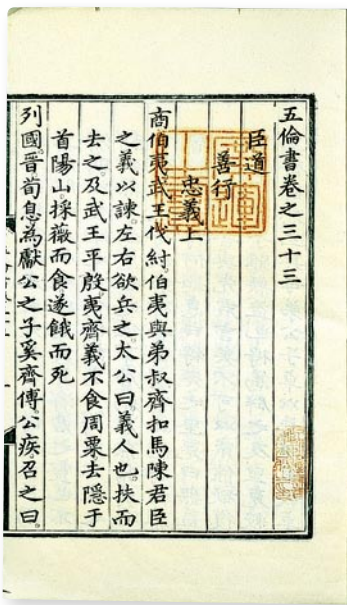 五倫書卷之三十三
臣道
善行
忠義上
商伯夷武王伐紂。伯夷與弟叔齊扣馬陳君臣
之義以諫左右欲兵之。太公曰。義人也。扶而
去之。及武王平殷。夷齊義不食周粟去隱于
首陽山採薇而食遂餓而死
列國。晉荀息為獻公之子奚齊傅。公疾。召之曰。